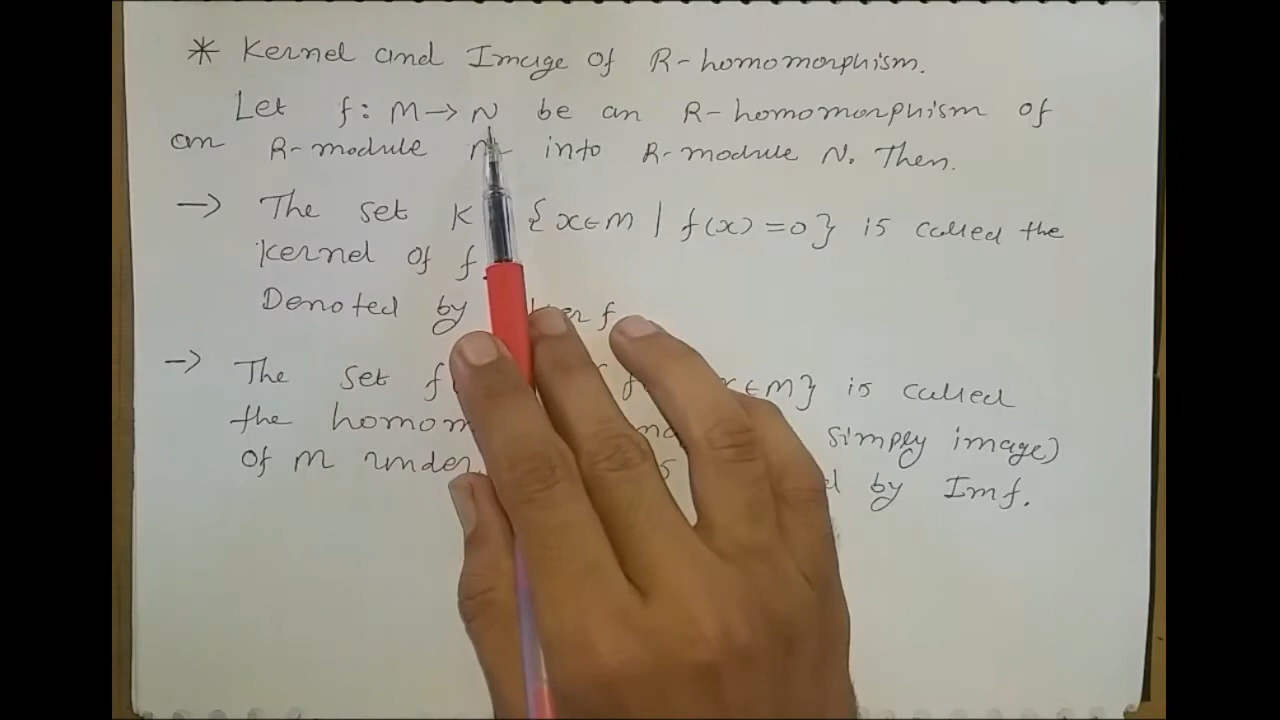 * Kernel and Image of R-homomorphism.
Let f: M→N be an R-homomorphism of
an R-module into R-module N. Then.
→ The set K {x∈M | f(x)=0} is called the
kernel of f
Denoted by ker f
→ The set f ∈M} is called
the simply image)
of M under by Imf.